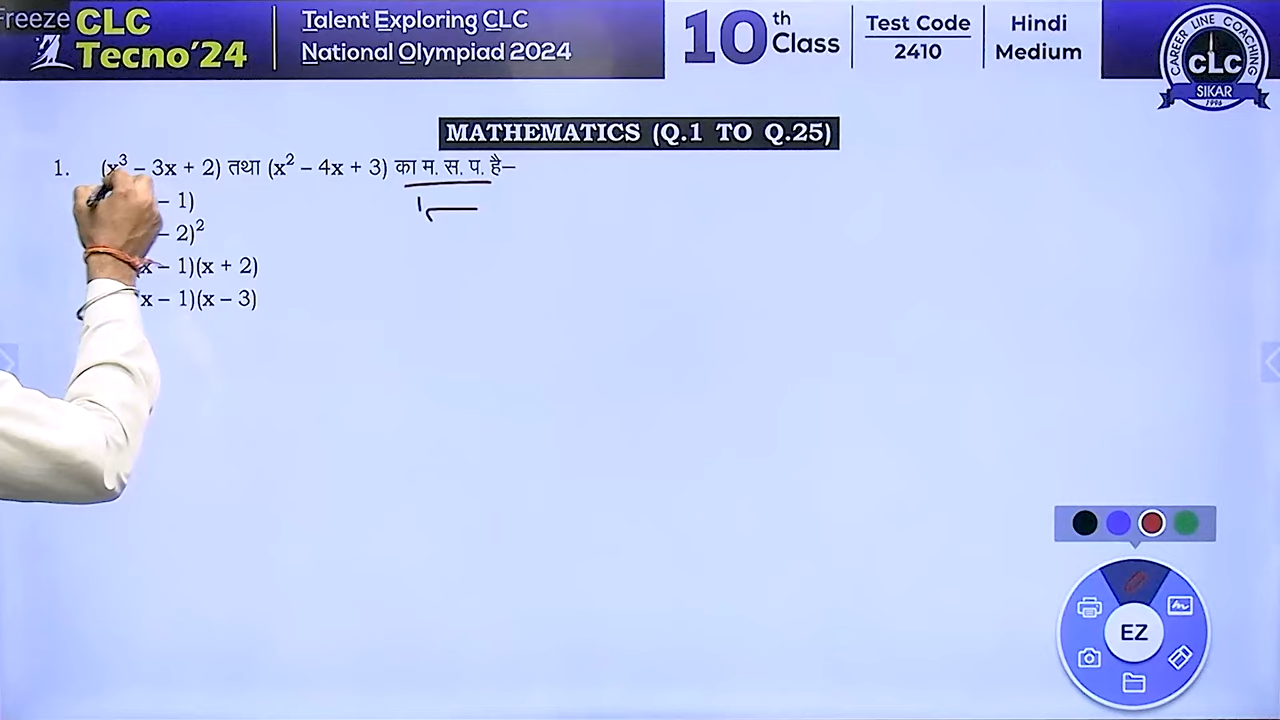 Freeze
CLC
Tecno'24
Talent Exploring CLC
National Olympiad 2024
10th
Class
Test Code
2410
Hindi
Medium
CAREER LINE COACHING
CLC
SIKAR
1996
MATHEMATICS (Q.1 TO Q.25)
1. (x³ – 3x + 2) तथा (x² – 4x + 3) का म. स. प. है–
– 1)
– 2)²
x – 1)(x + 2)
x – 1)(x – 3)
EZ